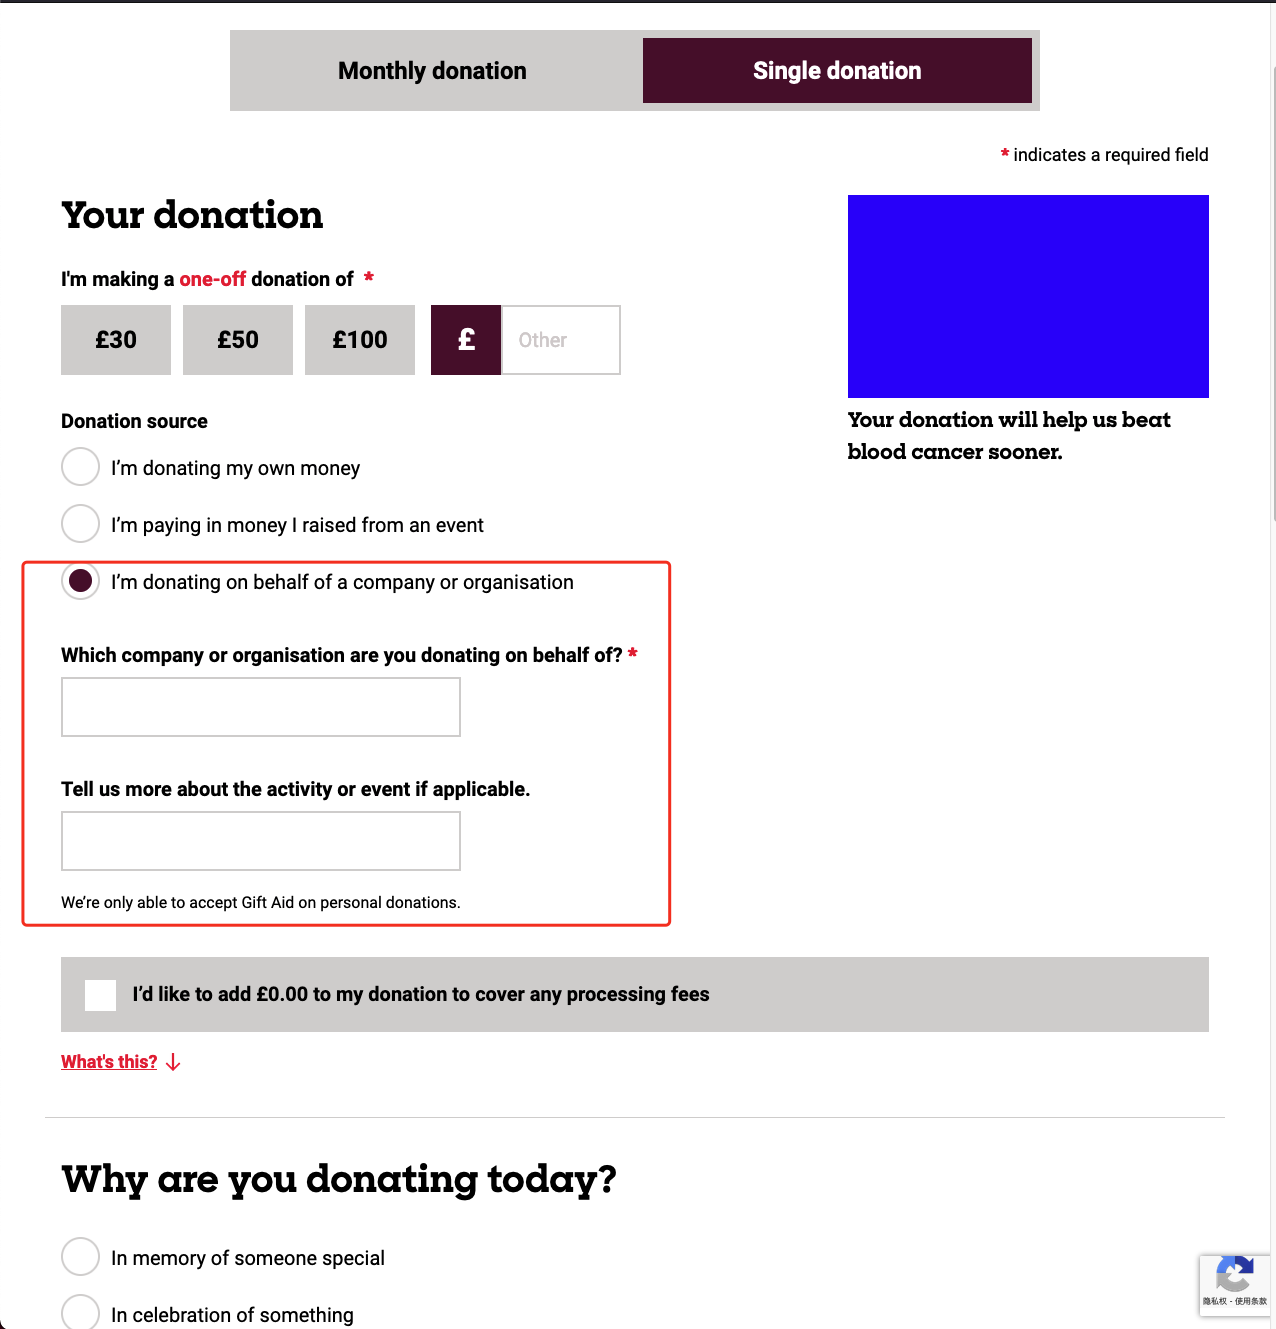 Monthly donation
Single donation
* indicates a required field
Your donation
I'm making a one-off donation of *
£30
£50
£100
£
Other
Your donation will help us beat
blood cancer sooner.
Donation source
I’m donating my own money
I’m paying in money I raised from an event
I’m donating on behalf of a company or organisation
Which company or organisation are you donating on behalf of? *
Tell us more about the activity or event if applicable.
We’re only able to accept Gift Aid on personal donations.
I’d like to add £0.00 to my donation to cover any processing fees
What's this?
Why are you donating today?
In memory of someone special
In celebration of something
隐私权 - 使用条款